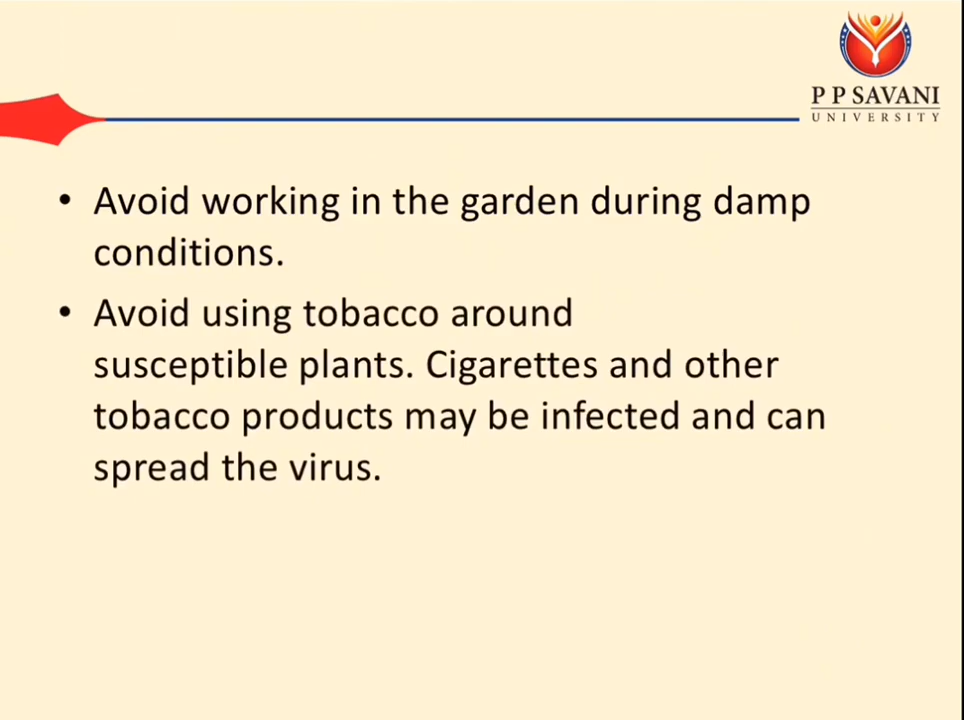 P P SAVANI
UNIVERSITY
• Avoid working in the garden during damp
conditions.
• Avoid using tobacco around
susceptible plants. Cigarettes and other
tobacco products may be infected and can
spread the virus.